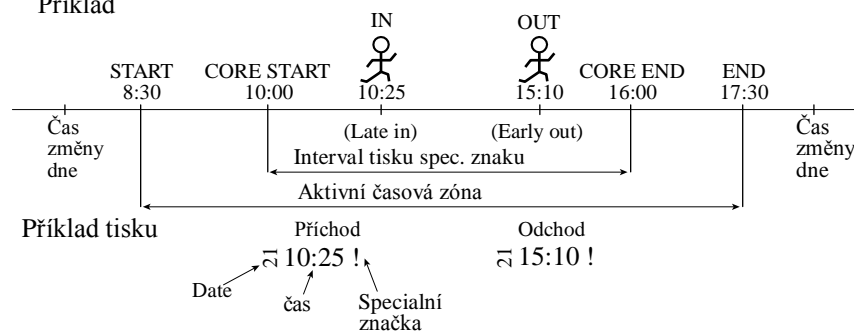 Příklad
IN OUT
START CORE START CORE END END
8:30 10:00 10:25 15:10 16:00 17:30
Čas
změny
dne
(Late in) (Early out)
Čas
změny
dne
Interval tisku spec. znaku
Aktivní časová zóna
Příklad tisku
Příchod Odchod
21 10:25 ! 21 15:10 !
Date
čas
Specialní
značka